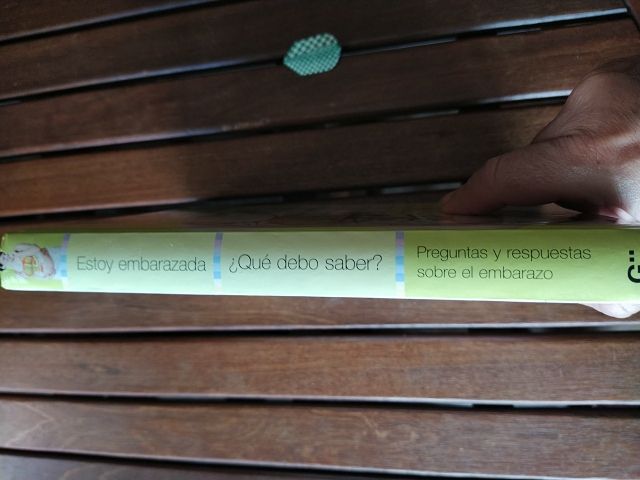 Estoy embarazada
¿Qué debo saber?
Preguntas y respuestas
sobre el embarazo